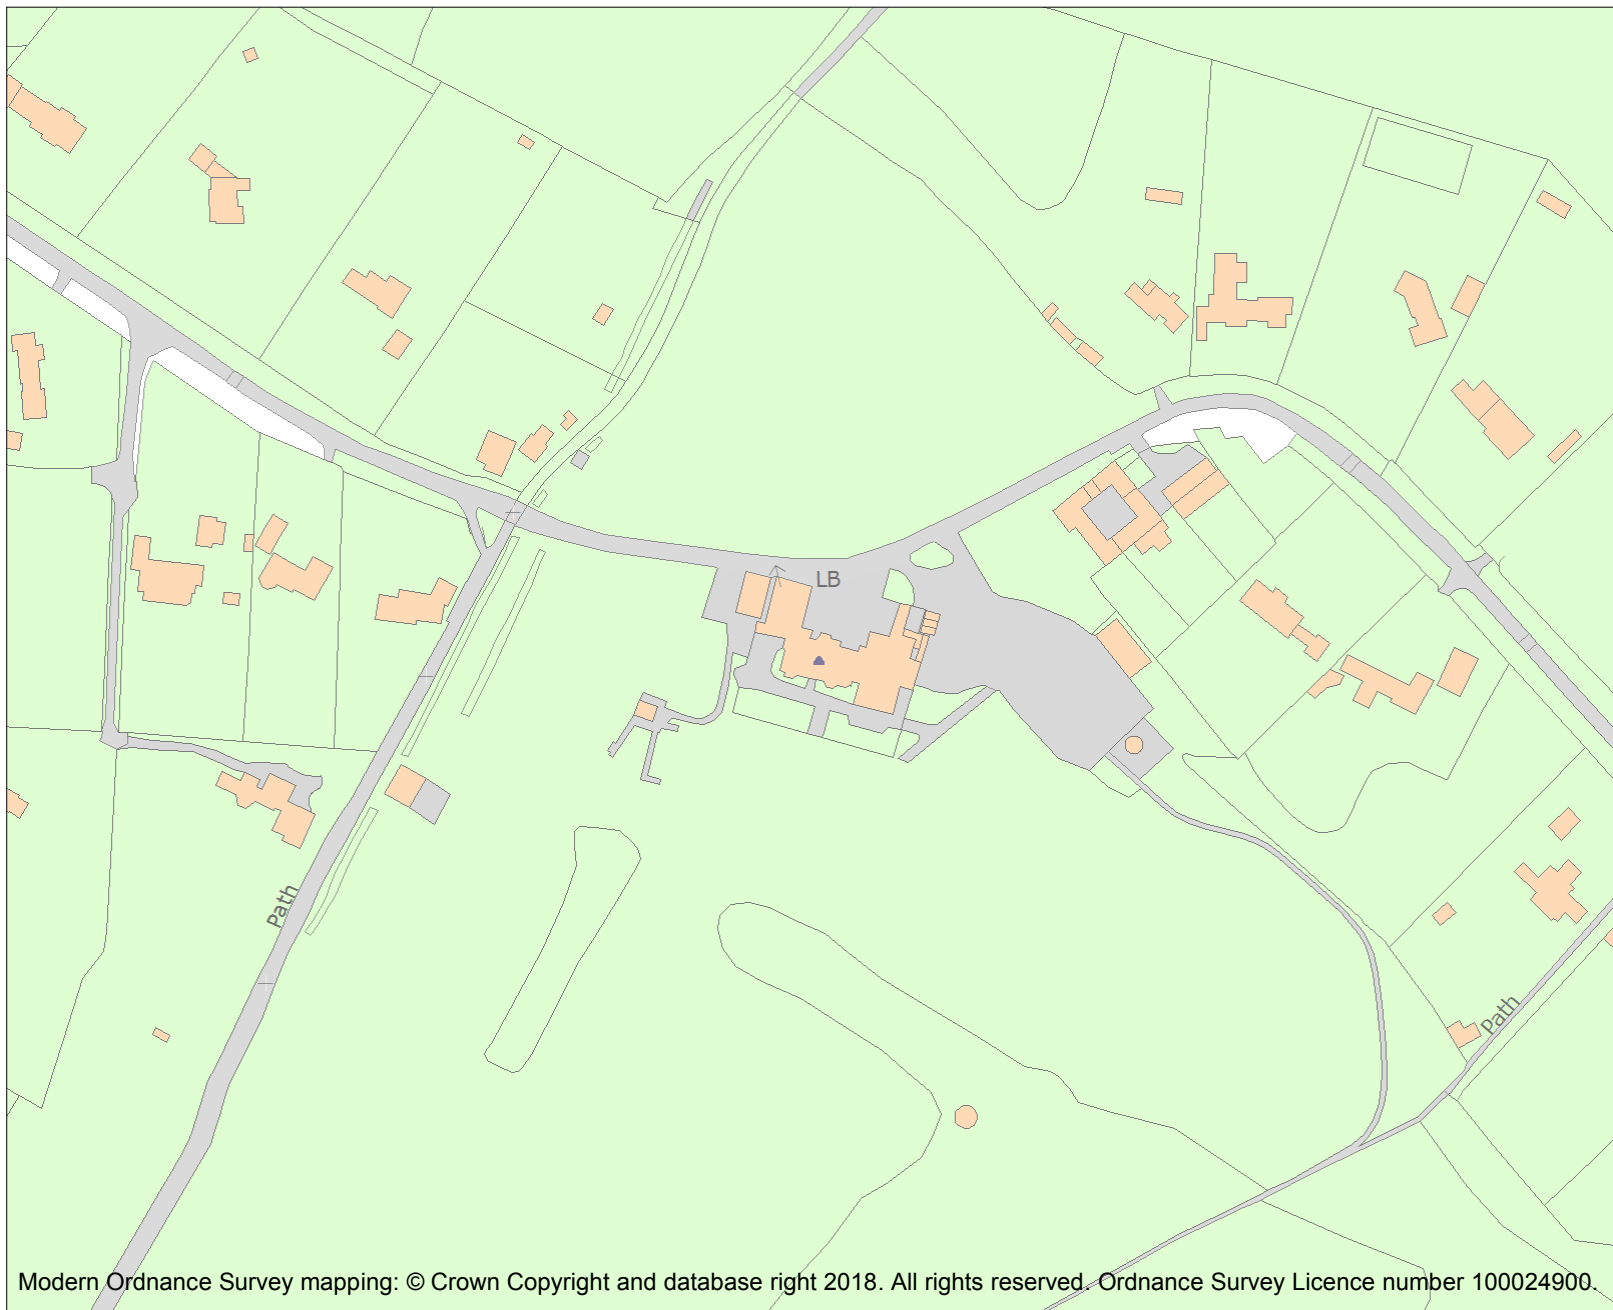 LB
Path
Path
Modern Ordnance Survey mapping: © Crown Copyright and database right 2018. All rights reserved. Ordnance Survey Licence number 100024900.